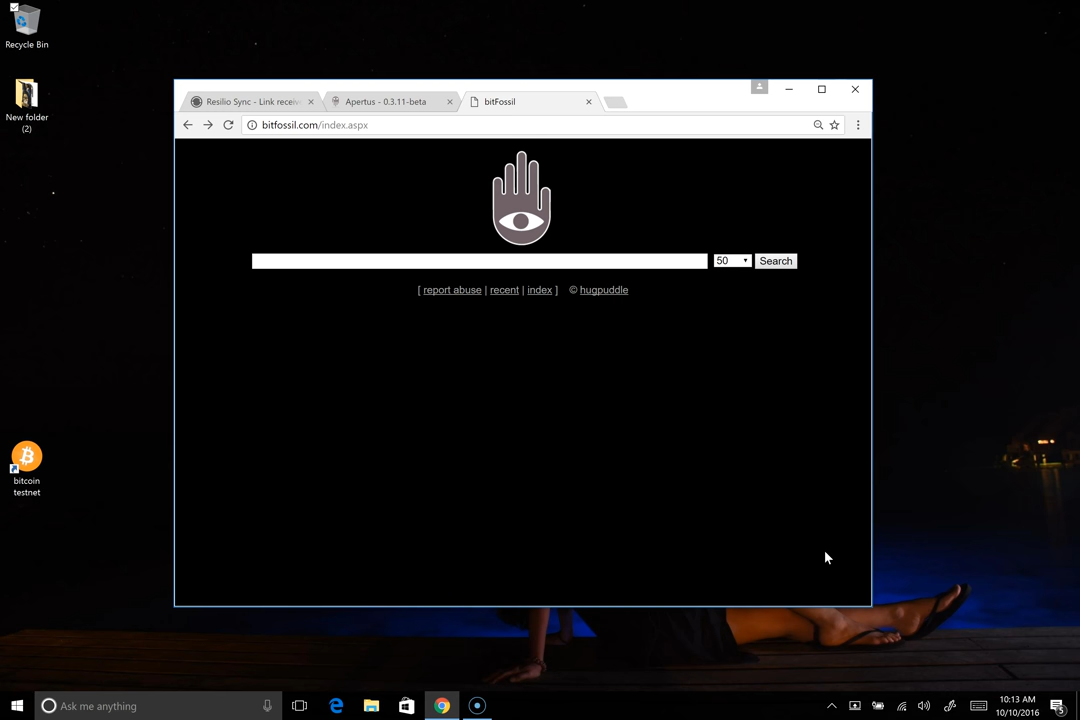 Recycle Bin
New folder
(2)
bitcoin
testnet
Resilio Sync - Link receiv
Apertus - 0.3.11-beta
bitFossil
bitfossil.com/index.aspx
50
Search
[ report abuse | recent | index ] © hugpuddle
Ask me anything
10:13 AM
10/10/2016
5